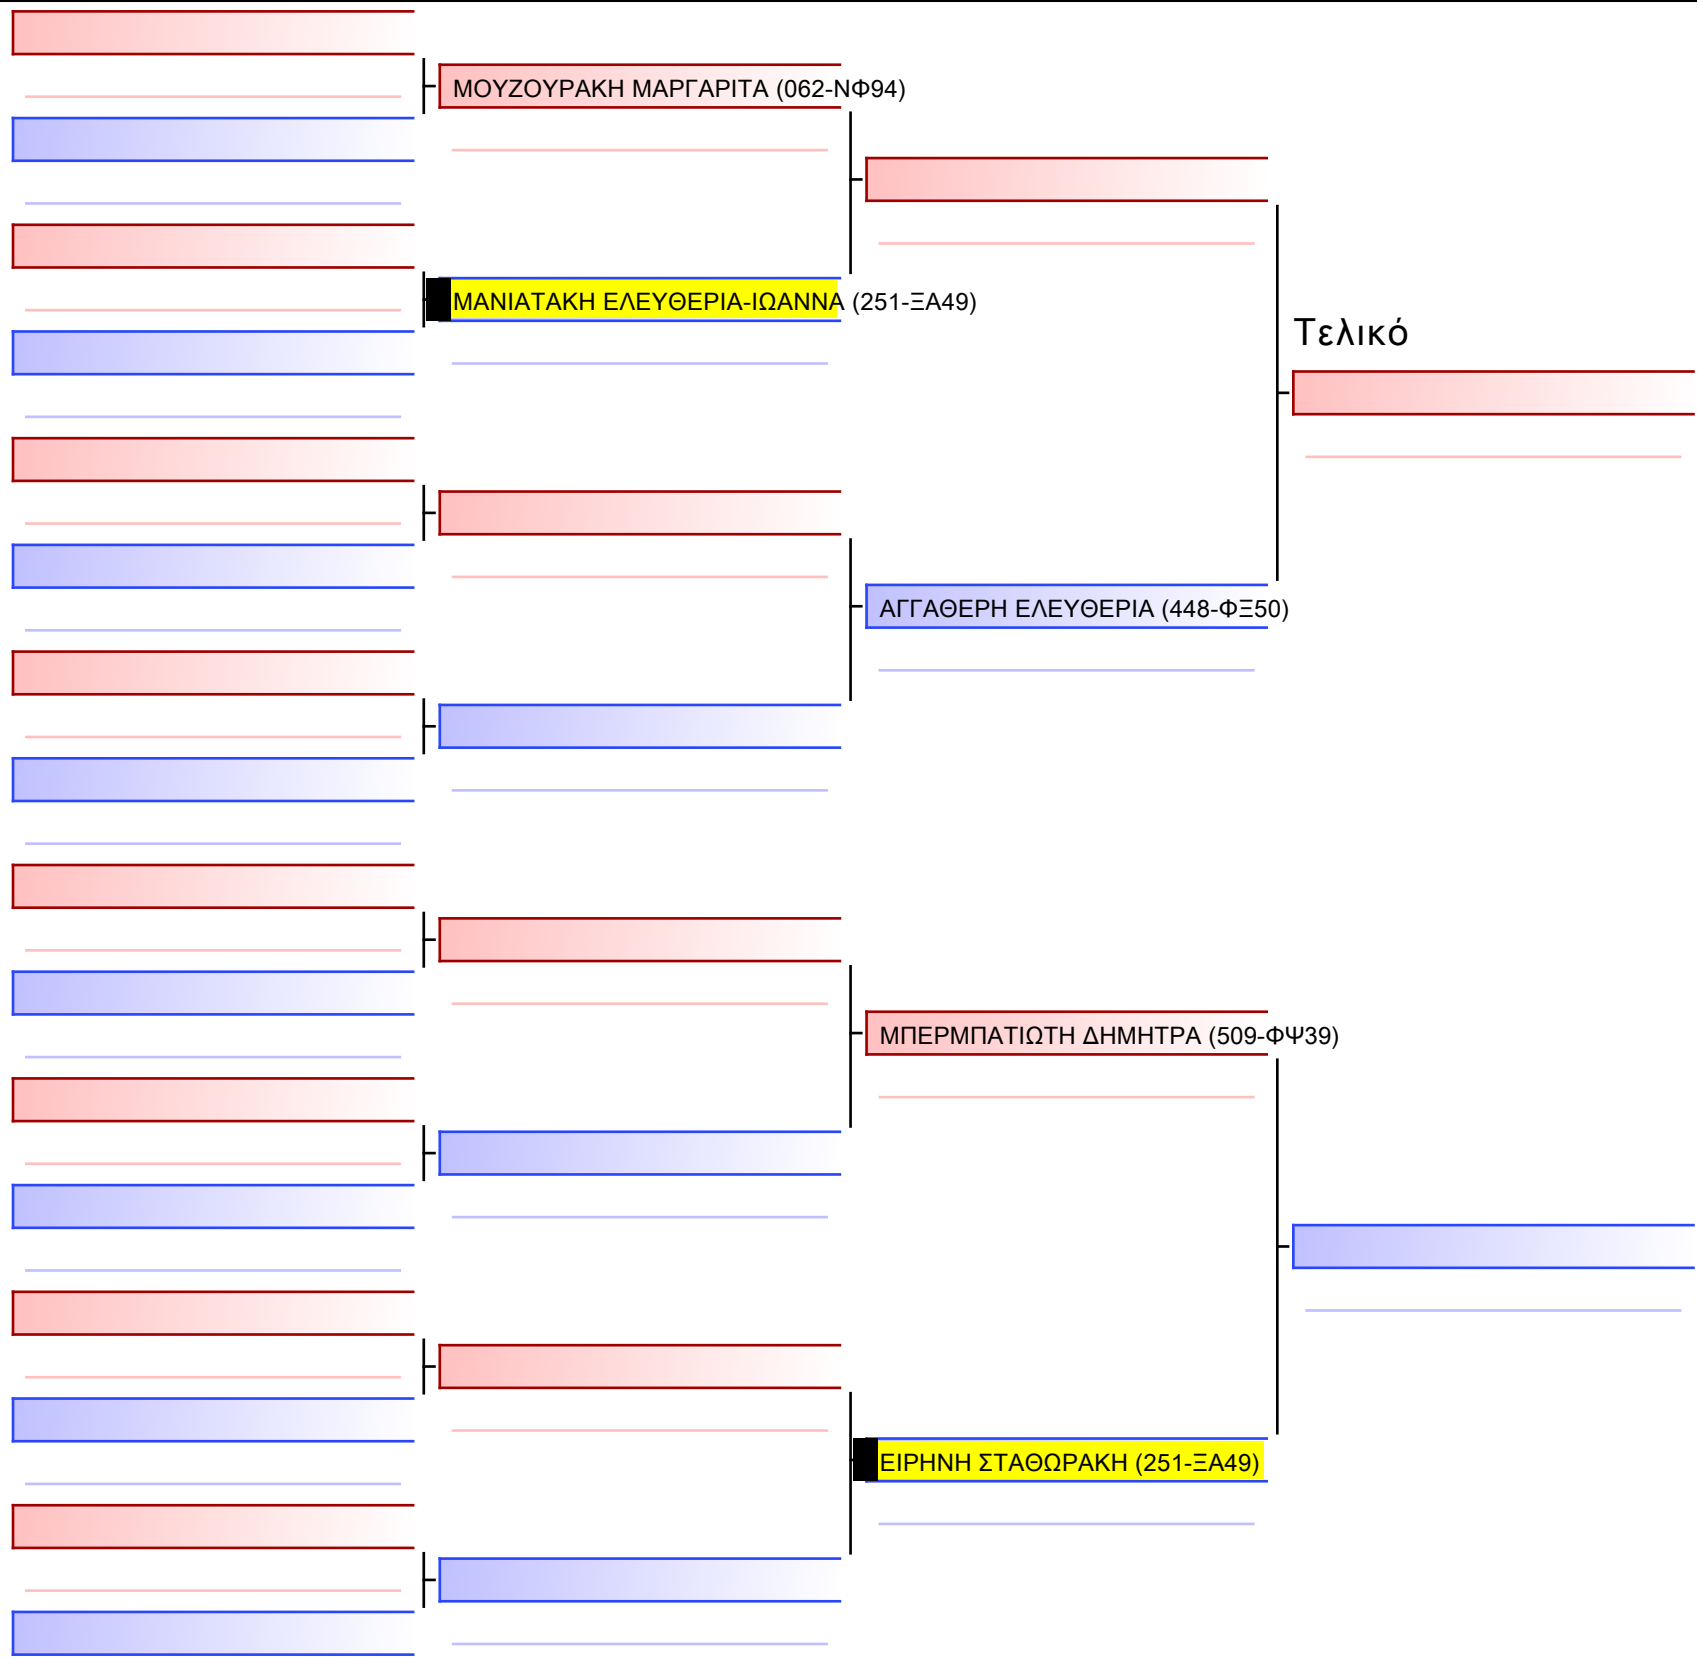 ΜΟΥΖΟΥΡΑΚΗ ΜΑΡΓΑΡΙΤΑ (062-ΝΦ94)
ΜΑΝΙΑΤΑΚΗ ΕΛΕΥΘΕΡΙΑ-ΙΩΑΝΝΑ (251-ΞΑ49)
Τελικό
ΑΓΓΑΘΕΡΗ ΕΛΕΥΘΕΡΙΑ (448-ΦΞ50)
ΜΠΕΡΜΠΑΤΙΩΤΗ ΔΗΜΗΤΡΑ (509-ΦΨ39)
ΕΙΡΗΝΗ ΣΤΑΘΩΡΑΚΗ (251-ΞΑ49)